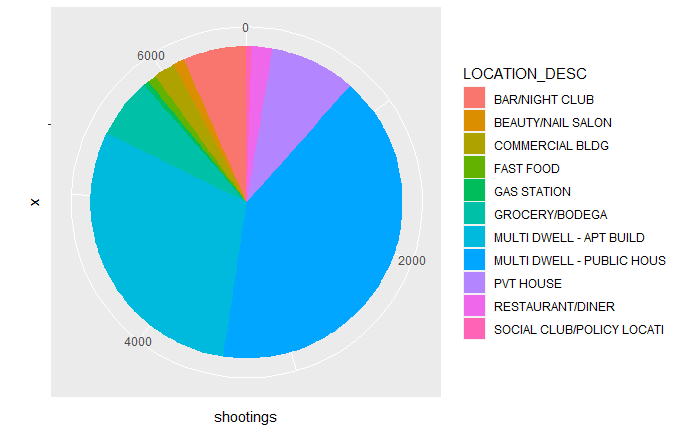 0
6000
2000
4000
x
shootings
LOCATION_DESC
BAR/NIGHT CLUB
BEAUTY/NAIL SALON
COMMERCIAL BLDG
FAST FOOD
GAS STATION
GROCERY/BODEGA
MULTI DWELL - APT BUILD
MULTI DWELL - PUBLIC HOUS
PVT HOUSE
RESTAURANT/DINER
SOCIAL CLUB/POLICY LOCATI